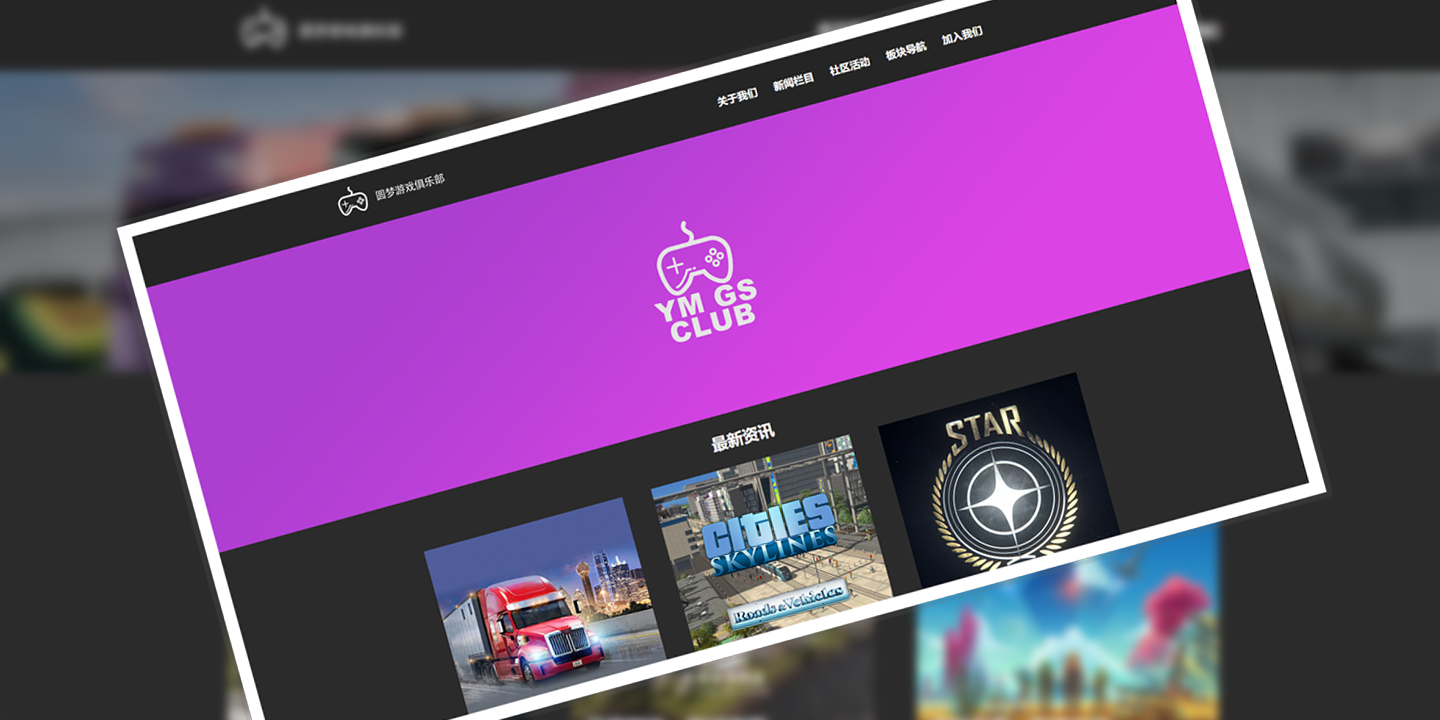 关于我们 新闻栏目 社区活动 板块导航 加入我们
圆梦游戏俱乐部
YM GS
CLUB
最新资讯
CITIES
SKYLINES
Roads & Vehicles
STAR